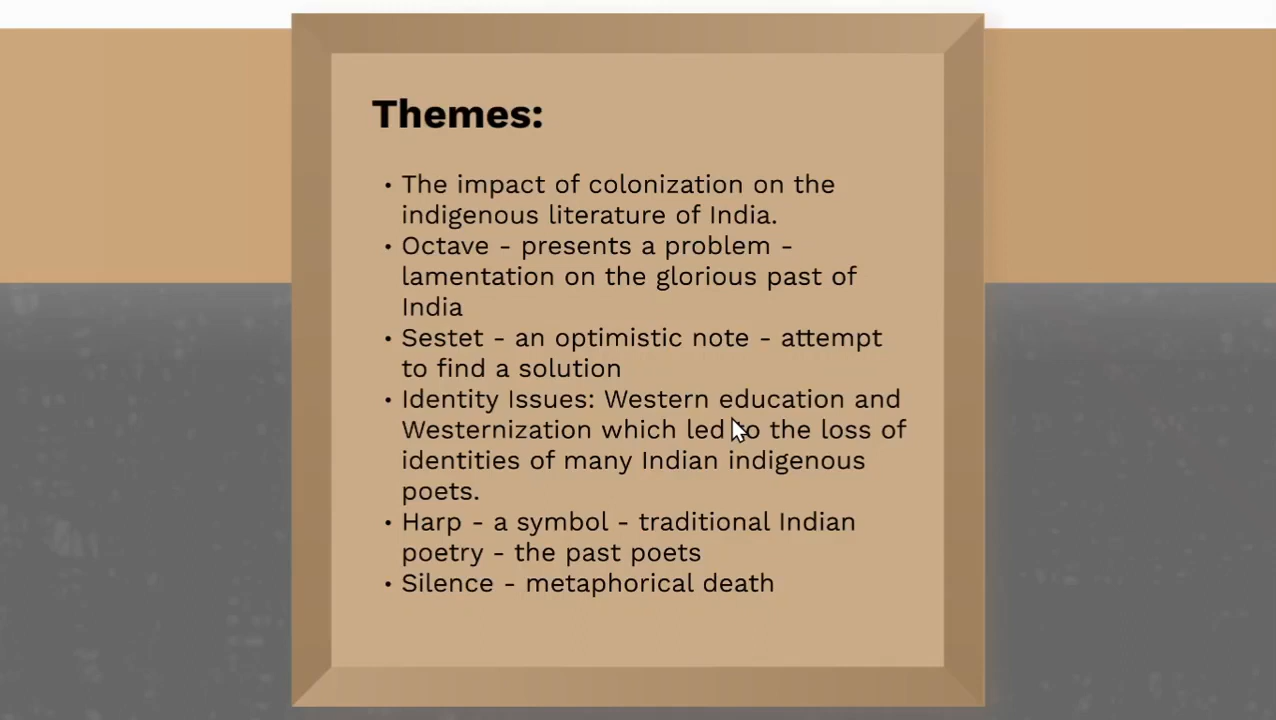 Themes:
• The impact of colonization on the
indigenous literature of India.
• Octave - presents a problem -
lamentation on the glorious past of
India
• Sestet - an optimistic note - attempt
to find a solution
• Identity Issues: Western education and
Westernization which led to the loss of
identities of many Indian indigenous
poets.
• Harp - a symbol - traditional Indian
poetry - the past poets
• Silence - metaphorical death